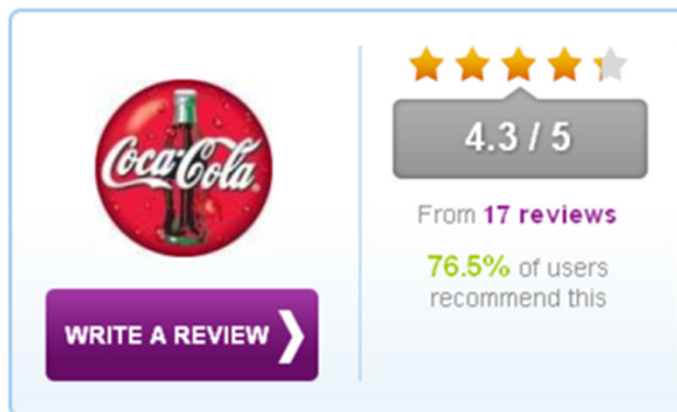 Coca-Cola
WRITE A REVIEW
4.3 / 5
From 17 reviews
76.5% of users
recommend this